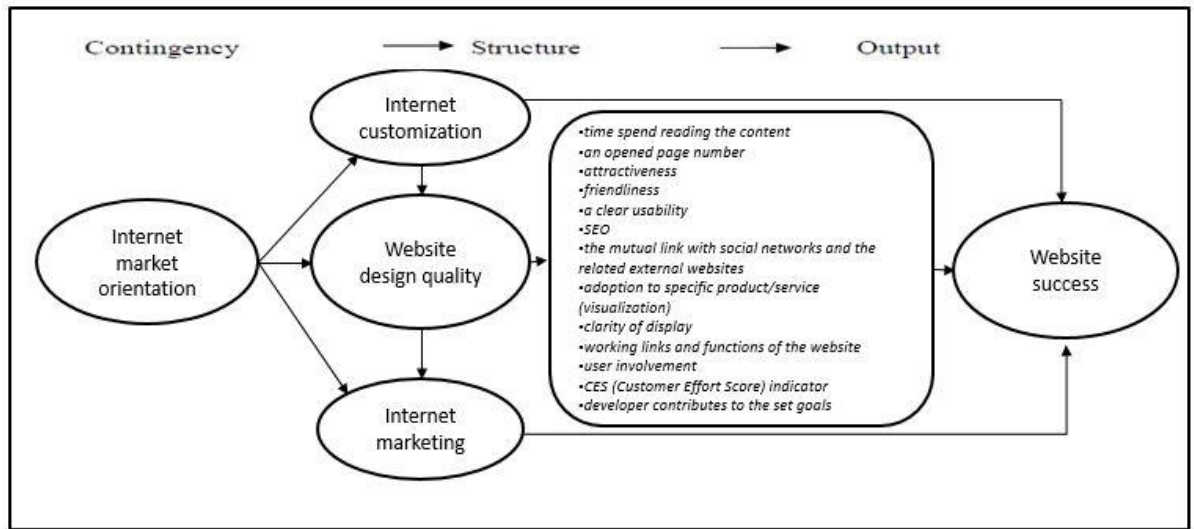 Contingency
Structure
Output
Internet
customization
Internet
market
orientation
Website
design quality
Internet
marketing
•time spend reading the content
•an opened page number
•attractiveness
•friendliness
•a clear usability
•SEO
•the mutual link with social networks and the
related external websites
•adoption to specific product/service
(visualization)
•clarity of display
•working links and functions of the website
•user involvement
•CES (Customer Effort Score) indicator
•developer contributes to the set goals
Website
success